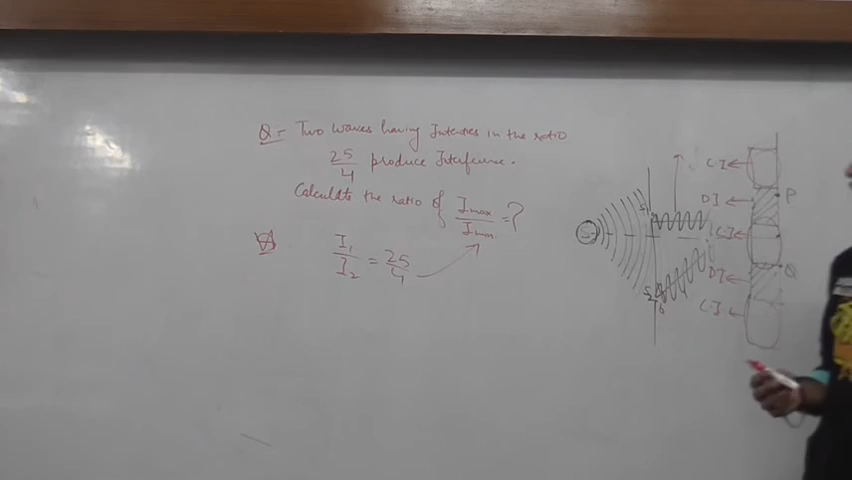 Q:- Two waves having Intensities in the ratio
25/4 produce Interference.
Calculate the ratio of Imax/Imin = ?
I1/I2 = 25/4
S
S1
S2
C.I
D.I
C.I
D.I
C.I
P
Q